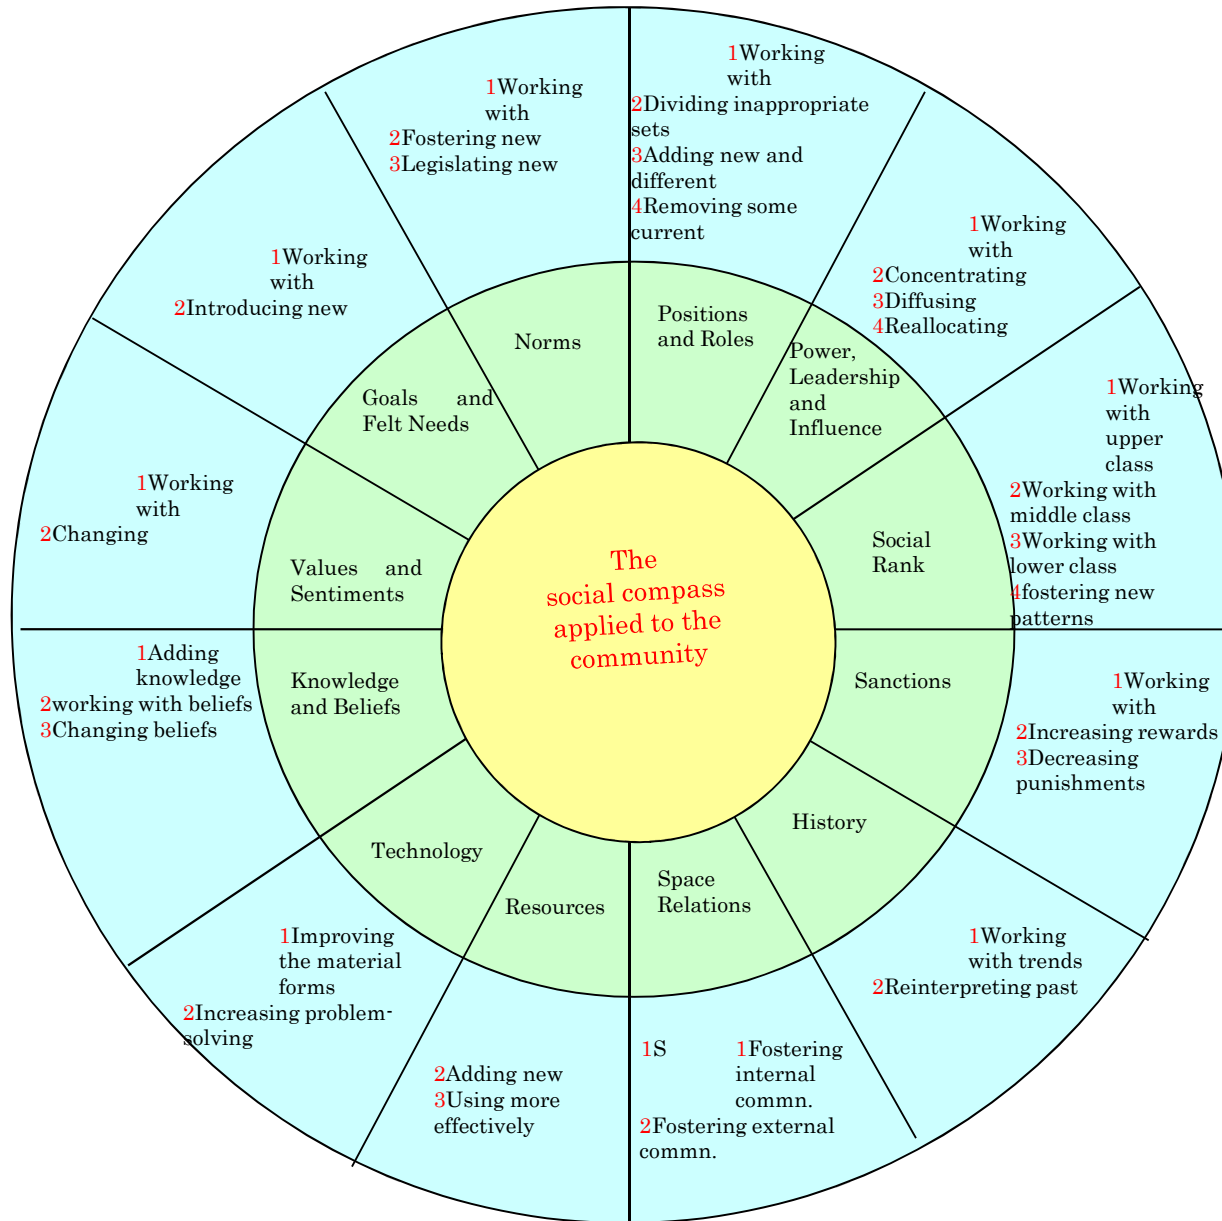 1Working
with
2Fostering new
3Legislating new
1Working
with
2Dividing inappropriate
sets
3Adding new and
different
4Removing some
current
1Working
with
2Introducing new
1Working
with
2Concentrating
3Diffusing
4Reallocating
Norms
Positions
and Roles
Power,
Leadership
and
Influence
Goals and
Felt Needs
1Working
with
upper
class
2Working with
middle class
3Working with
lower class
4fostering new
patterns
1Working
with
2Changing
Values and
Sentiments
Social
Rank
The
social compass
applied to the
community
1Adding
knowledge
2working with beliefs
3Changing beliefs
Knowledge
and Beliefs
Sanctions
1Working
with
2Increasing rewards
3Decreasing
punishments
Technology
Resources
Space
Relations
History
1Improving
the material
forms
2Increasing problem-
solving
1Working
with trends
2Reinterpreting past
2Adding new
3Using more
effectively
1S 1Fostering
internal
commn.
2Fostering external
commn.